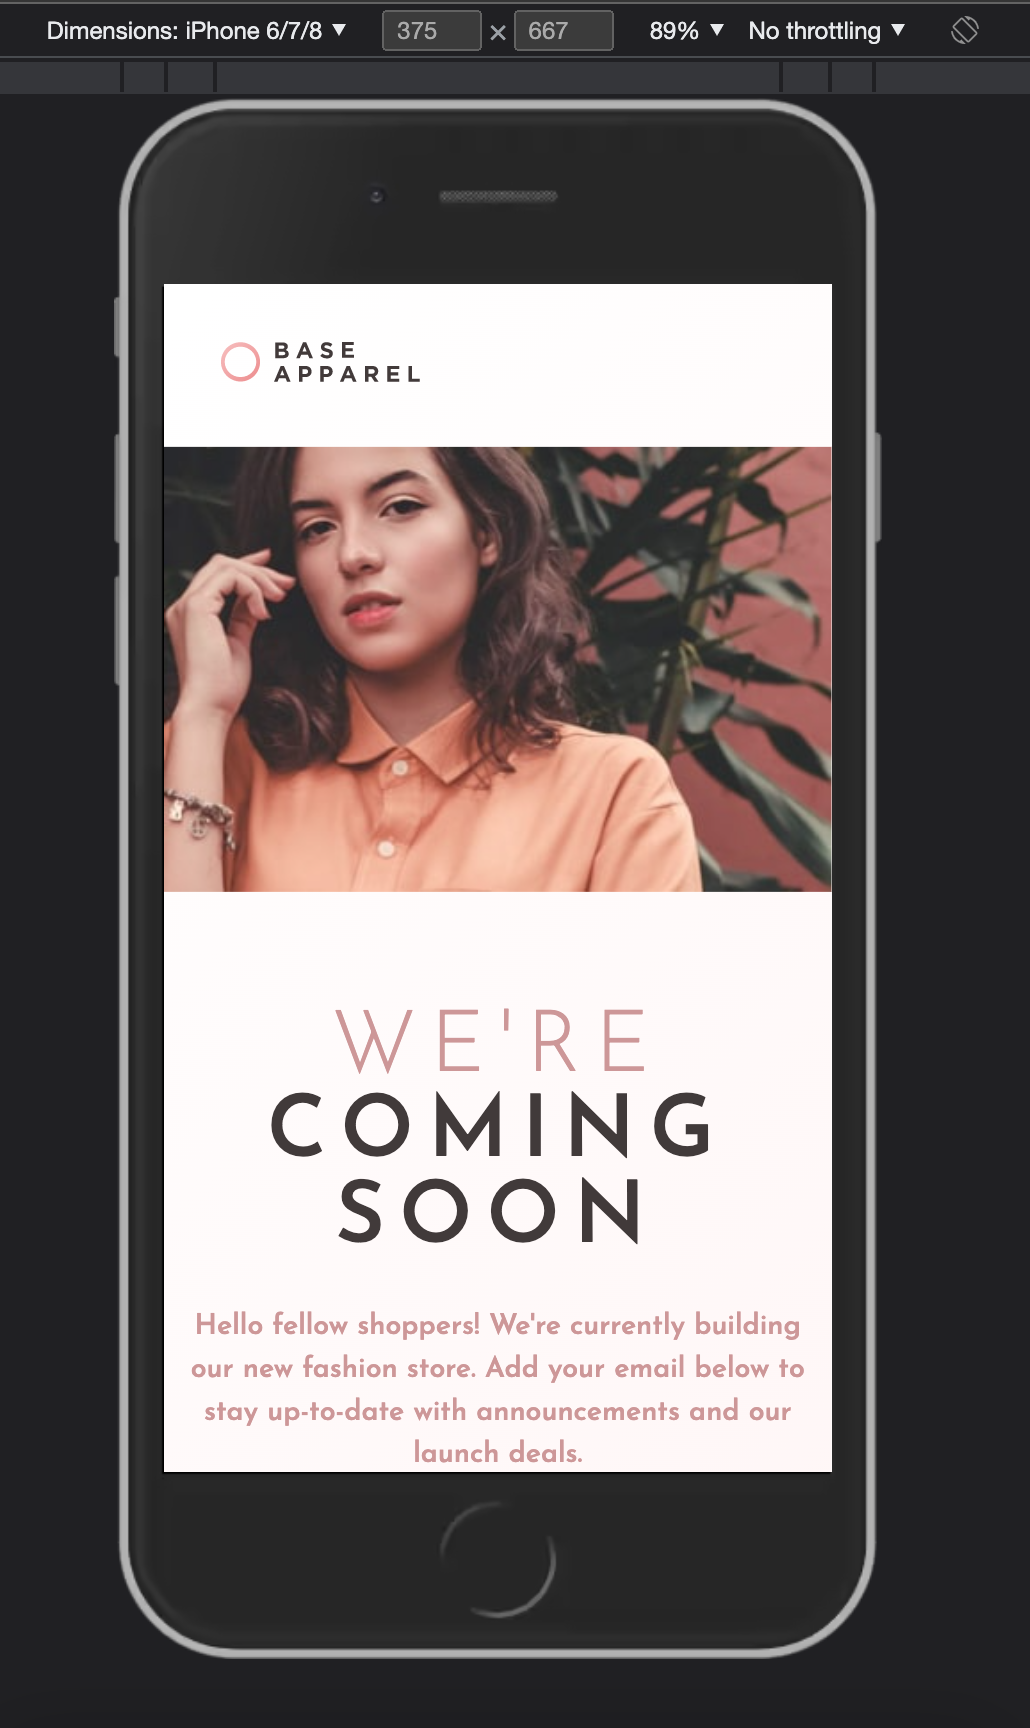 Dimensions: iPhone 6/7/8 ▼ 375 × 667 89% ▼ No throttling ▼
BASE
APPAREL
WE'RE
COMING
SOON
Hello fellow shoppers! We're currently building
our new fashion store. Add your email below to
stay up-to-date with announcements and our
launch deals.